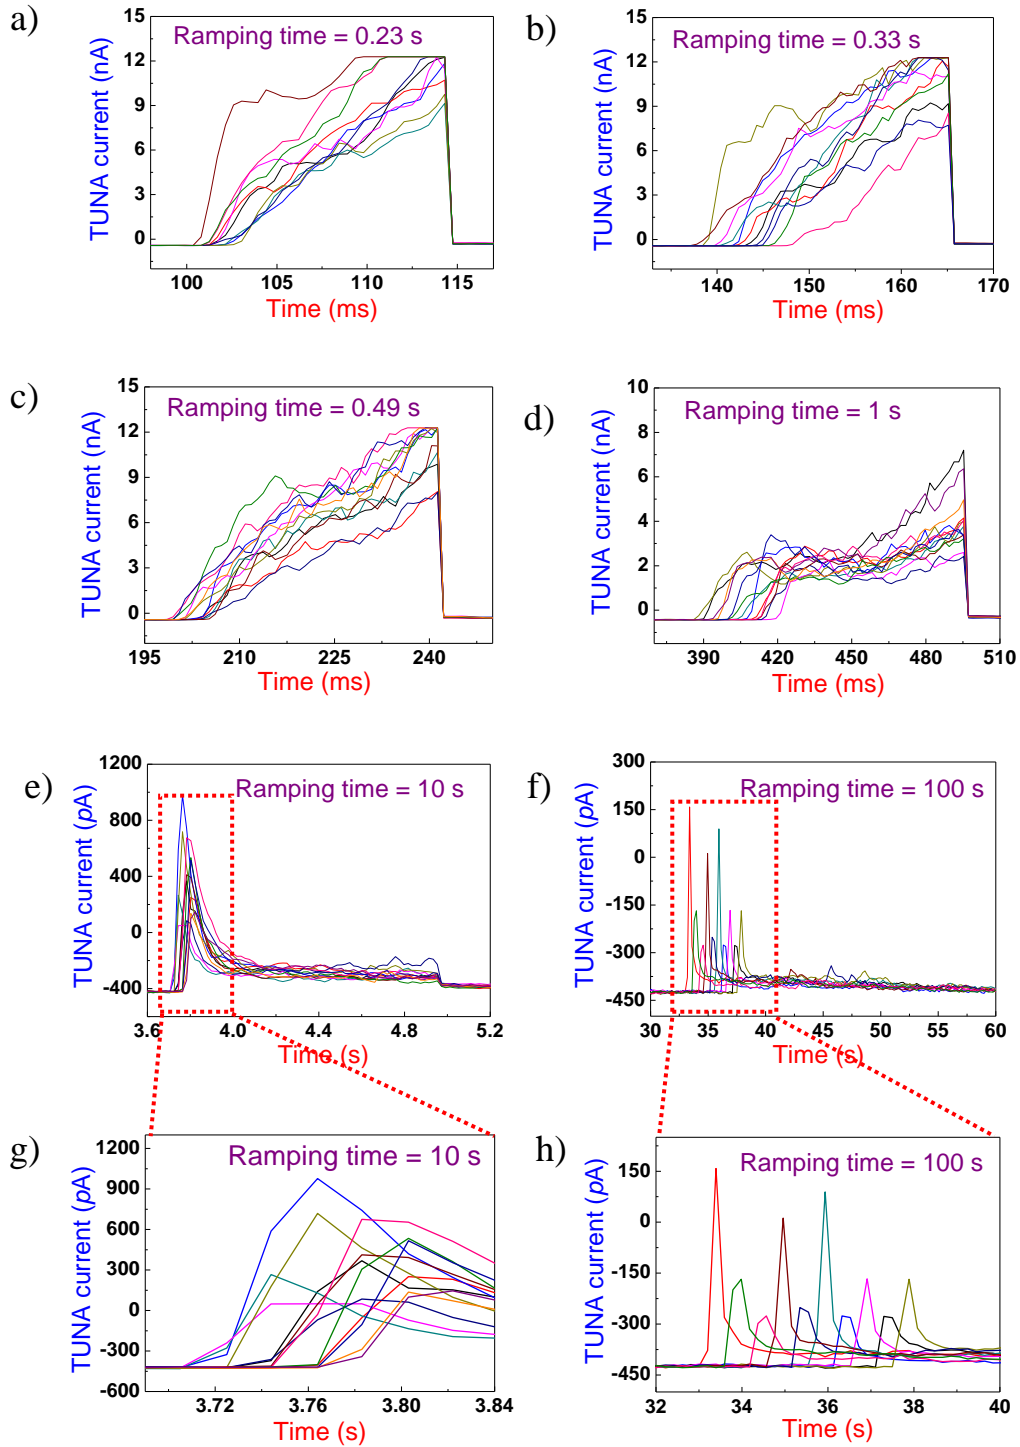 a)
Ramping time = 0.23 s
TUNA current (nA)
15
12
9
6
3
0
100 105 110 115
Time (ms)
b)
Ramping time = 0.33 s
TUNA current (nA)
15
12
9
6
3
0
140 150 160 170
Time (ms)
c)
Ramping time = 0.49 s
TUNA current (nA)
15
12
9
6
3
0
195 210 225 240
Time (ms)
d)
Ramping time = 1 s
TUNA current (nA)
10
8
6
4
2
0
390 420 450 480 510
Time (ms)
e)
Ramping time = 10 s
TUNA current (pA)
1200
800
400
0
-400
3.6 4.0 4.4 4.8 5.2
Time (s)
f)
Ramping time = 100 s
TUNA current (pA)
300
150
0
-150
-300
-450
30 35 40 45 50 55 60
Time (s)
g)
Ramping time = 10 s
TUNA current (pA)
1200
900
600
300
0
-300
-600
3.72 3.76 3.80 3.84
Time (s)
h)
Ramping time = 100 s
TUNA current (pA)
150
0
-150
-300
-450
32 34 36 38 40
Time (s)